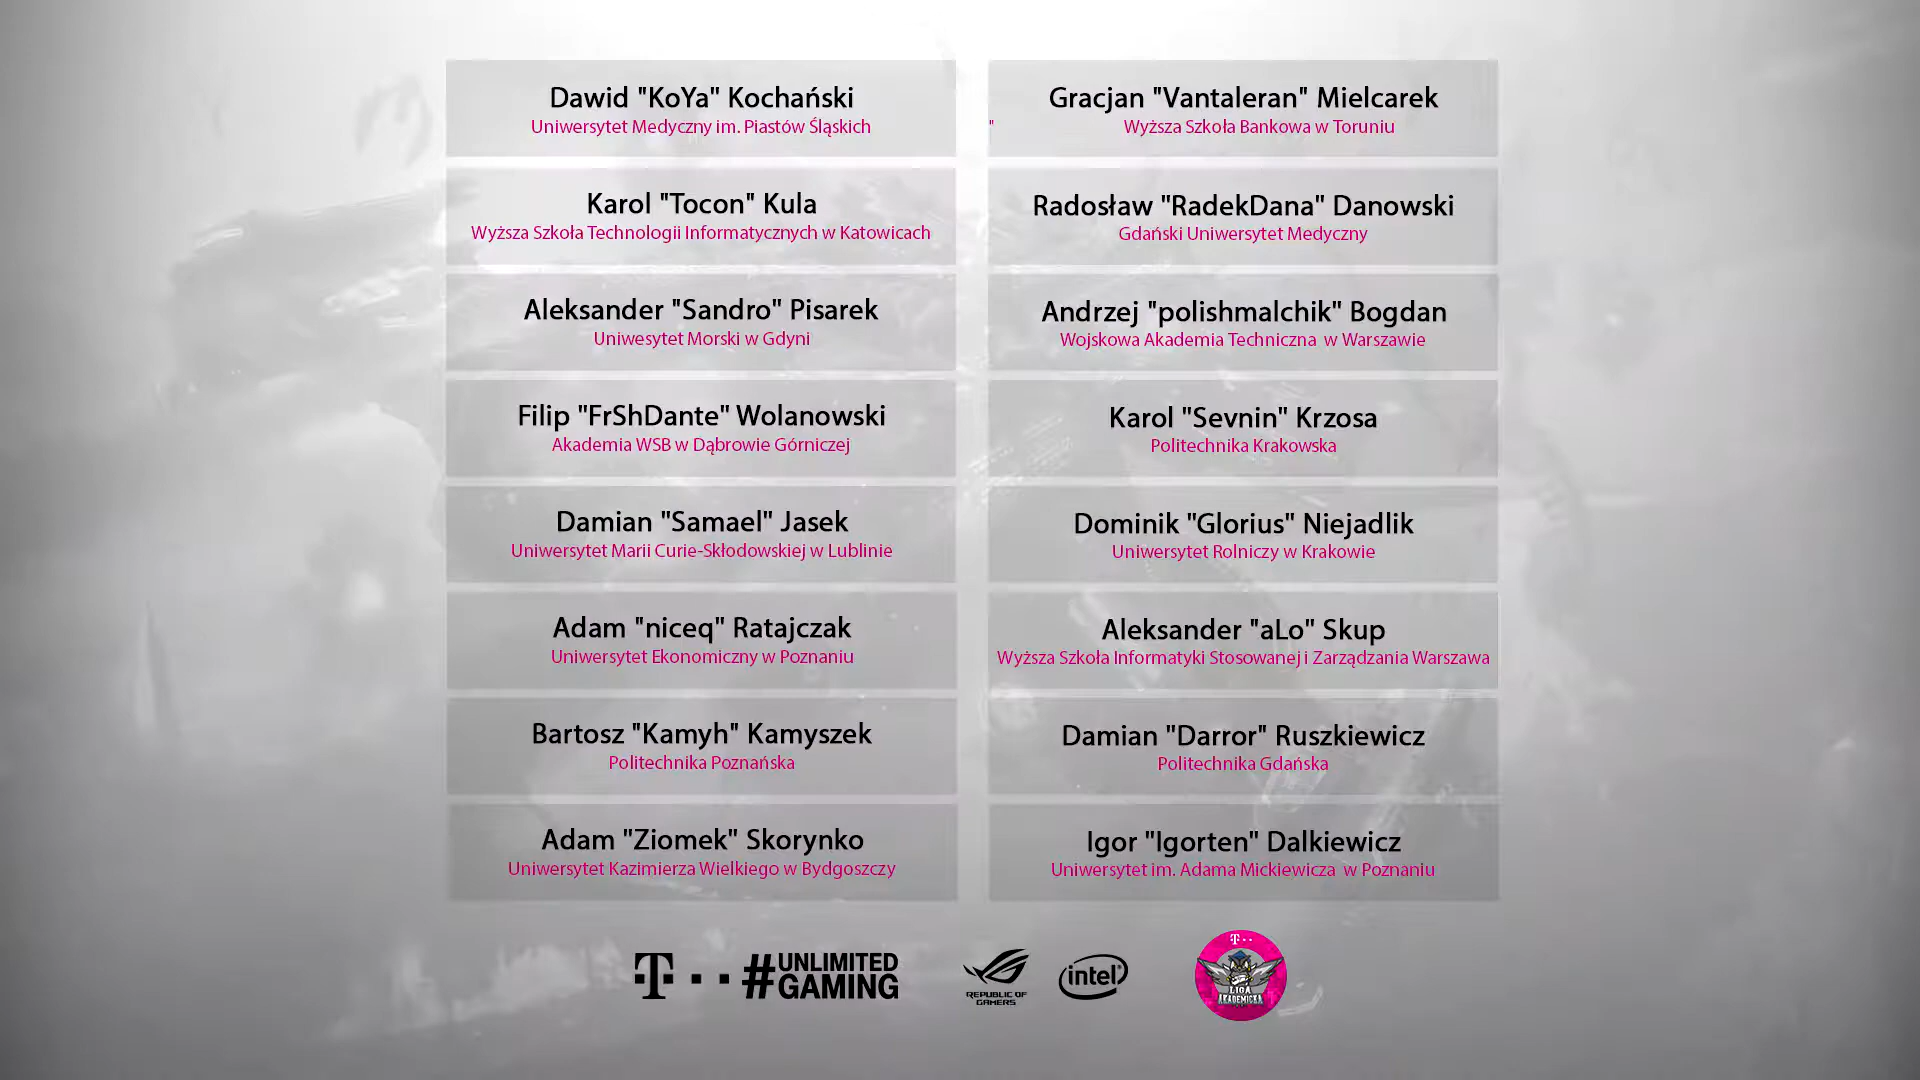 Dawid "KoYa" Kochański
Uniwersytet Medyczny im. Piastów Śląskich
Karol "Tocon" Kula
Wyższa Szkoła Technologii Informatycznych w Katowicach
Aleksander "Sandro" Pisarek
Uniwesytet Morski w Gdyni
Filip "FrShDante" Wolanowski
Akademia WSB w Dąbrowie Górniczej
Damian "Samael" Jasek
Uniwersytet Marii Curie-Skłodowskiej w Lublinie
Adam "niceq" Ratajczak
Uniwersytet Ekonomiczny w Poznaniu
Bartosz "Kamyh" Kamyszek
Politechnika Poznańska
Adam "Ziomek" Skorynko
Uniwersytet Kazimierza Wielkiego w Bydgoszczy
Gracjan "Vantaleran" Mielcarek
" Wyższa Szkoła Bankowa w Toruniu
Radosław "RadekDana" Danowski
Gdański Uniwersytet Medyczny
Andrzej "polishmalchik" Bogdan
Wojskowa Akademia Techniczna w Warszawie
Karol "Sevnin" Krzosa
Politechnika Krakowska
Dominik "Glorius" Niejadlik
Uniwersytet Rolniczy w Krakowie
Aleksander "aLo" Skup
Wyższa Szkoła Informatyki Stosowanej i Zarządzania Warszawa
Damian "Darror" Ruszkiewicz
Politechnika Gdańska
Igor "Igorten" Dalkiewicz
Uniwersytet im. Adama Mickiewicza w Poznaniu
T · · #UNLIMITED
GAMING
REPUBLIC OF
GAMERS
intel
T · ·
LIGA
AKADEMICKA